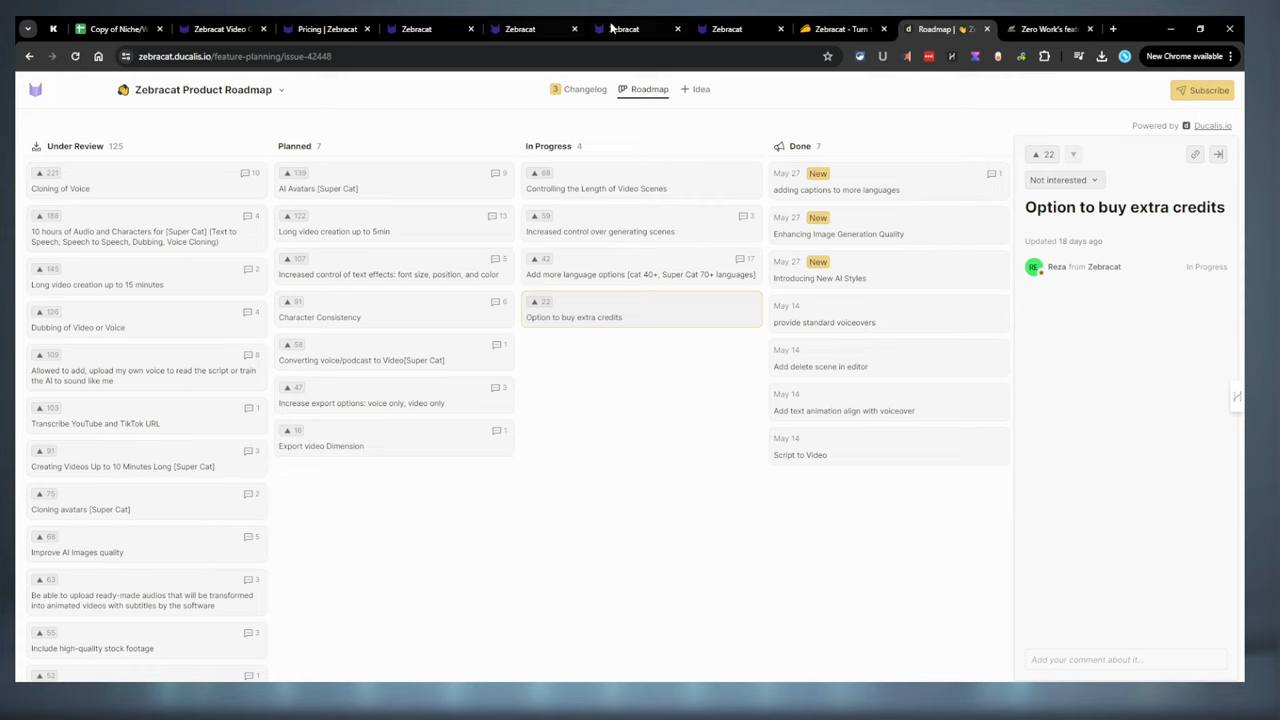 Copy of Niche/W
Zebracat Video G
Pricing | Zebracat
Zebracat
Zebracat
Zebracat
Zebracat
Zebracat - Turn
Roadmap |
Zero Work's feat
zebracat.ducalis.io/feature-planning/issue-42448
New Chrome available
Zebracat Product Roadmap
3 Changelog
Roadmap
+ Idea
Subscribe
Powered by Ducalis.io
Under Review 125
221
10
Cloning of Voice
188
4
10 hours of Audio and Characters for [Super Cat] (Text to
Speech, Speech to Speech, Dubbing, Voice Cloning)
145
2
Long video creation up to 15 minutes
126
4
Dubbing of Video or Voice
109
8
Allowed to add, upload my own voice to read the script or train
the AI to sound like me
103
1
Transcribe YouTube and TikTok URL
91
3
Creating Videos Up to 10 Minutes Long [Super Cat]
75
2
Cloning avatars [Super Cat]
68
5
Improve AI Images quality
63
3
Be able to upload ready-made audios that will be transformed
into animated videos with subtitles by the software
55
3
Include high-quality stock footage
52
1
Planned 7
139
9
AI Avatars [Super Cat]
122
13
Long video creation up to 5min
107
5
Increased control of text effects: font size, position, and color
91
6
Character Consistency
58
1
Converting voice/podcast to Video[Super Cat]
47
3
Increase export options: voice only, video only
16
1
Export video Dimension
In Progress 4
68
Controlling the Length of Video Scenes
59
3
Increased control over generating scenes
42
17
Add more language options [cat 40+, Super Cat 70+ languages]
22
Option to buy extra credits
Done 7
May 27 New
1
adding captions to more languages
May 27 New
Enhancing Image Generation Quality
May 27 New
Introducing New AI Styles
May 14
provide standard voiceovers
May 14
Add delete scene in editor
May 14
Add text animation align with voiceover
May 14
Script to Video
22
Not interested
Option to buy extra credits
Updated 18 days ago
RE
Reza from Zebracat
In Progress
Add your comment about it...